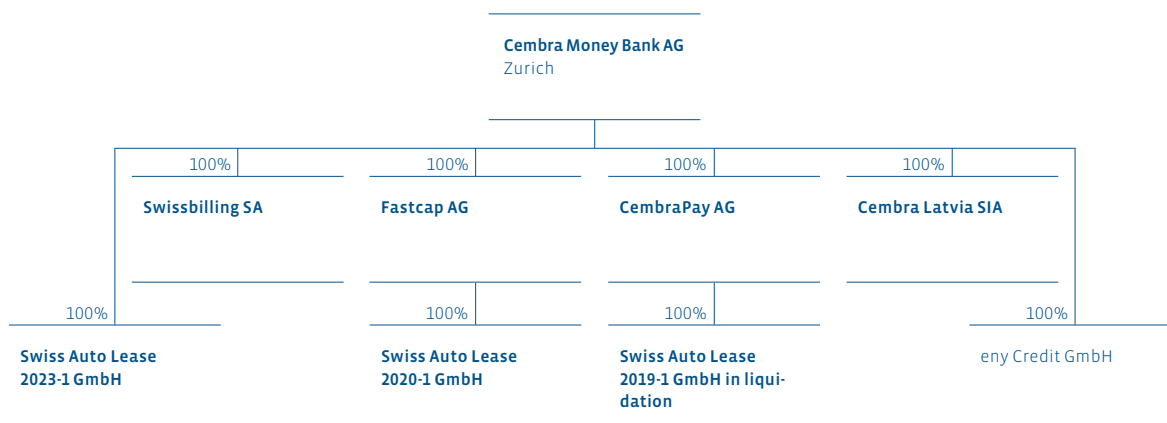 Cembra Money Bank AG
Zurich
100%
100%
100%
100%
Swissbilling SA
Fastcap AG
CembraPay AG
Cembra Latvia SIA
100%
100%
100%
100%
Swiss Auto Lease
2023-1 GmbH
Swiss Auto Lease
2020-1 GmbH
Swiss Auto Lease
2019-1 GmbH in liqui-
dation
eny Credit GmbH